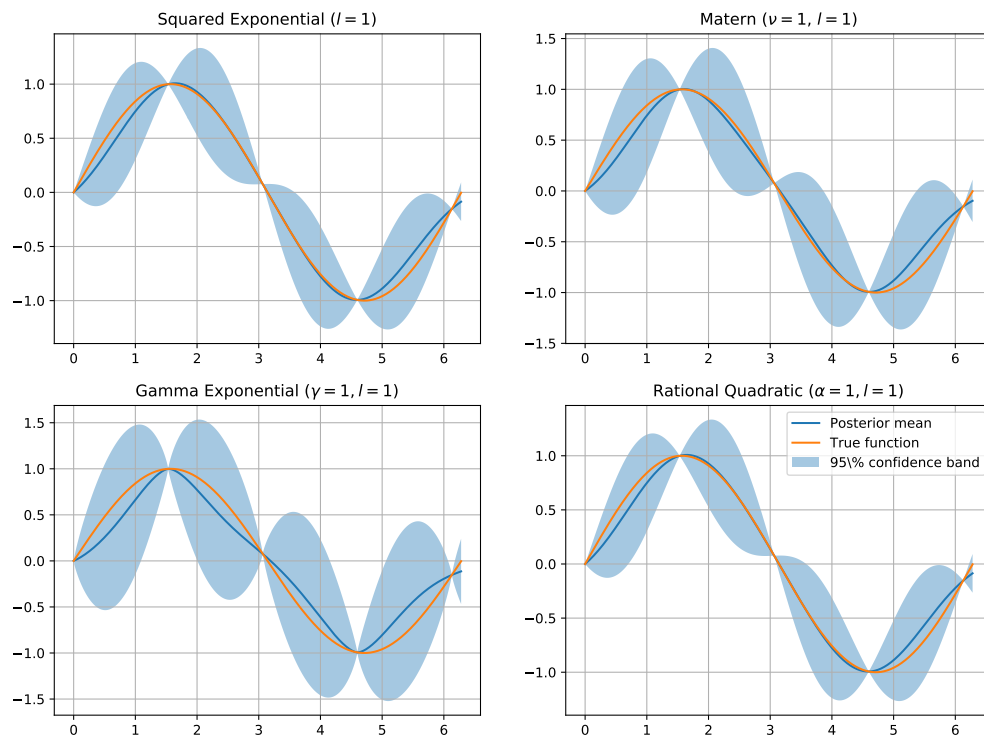 Squared Exponential (l = 1)
1.0
0.5
0.0
−0.5
−1.0
0 1 2 3 4 5 6
Matern (ν = 1, l = 1)
1.5
1.0
0.5
0.0
−0.5
−1.0
−1.5
0 1 2 3 4 5 6
Gamma Exponential (γ = 1, l = 1)
1.5
1.0
0.5
0.0
−0.5
−1.0
−1.5
0 1 2 3 4 5 6
Rational Quadratic (α = 1, l = 1)
Posterior mean
True function
95\% confidence band
1.0
0.5
0.0
−0.5
−1.0
0 1 2 3 4 5 6